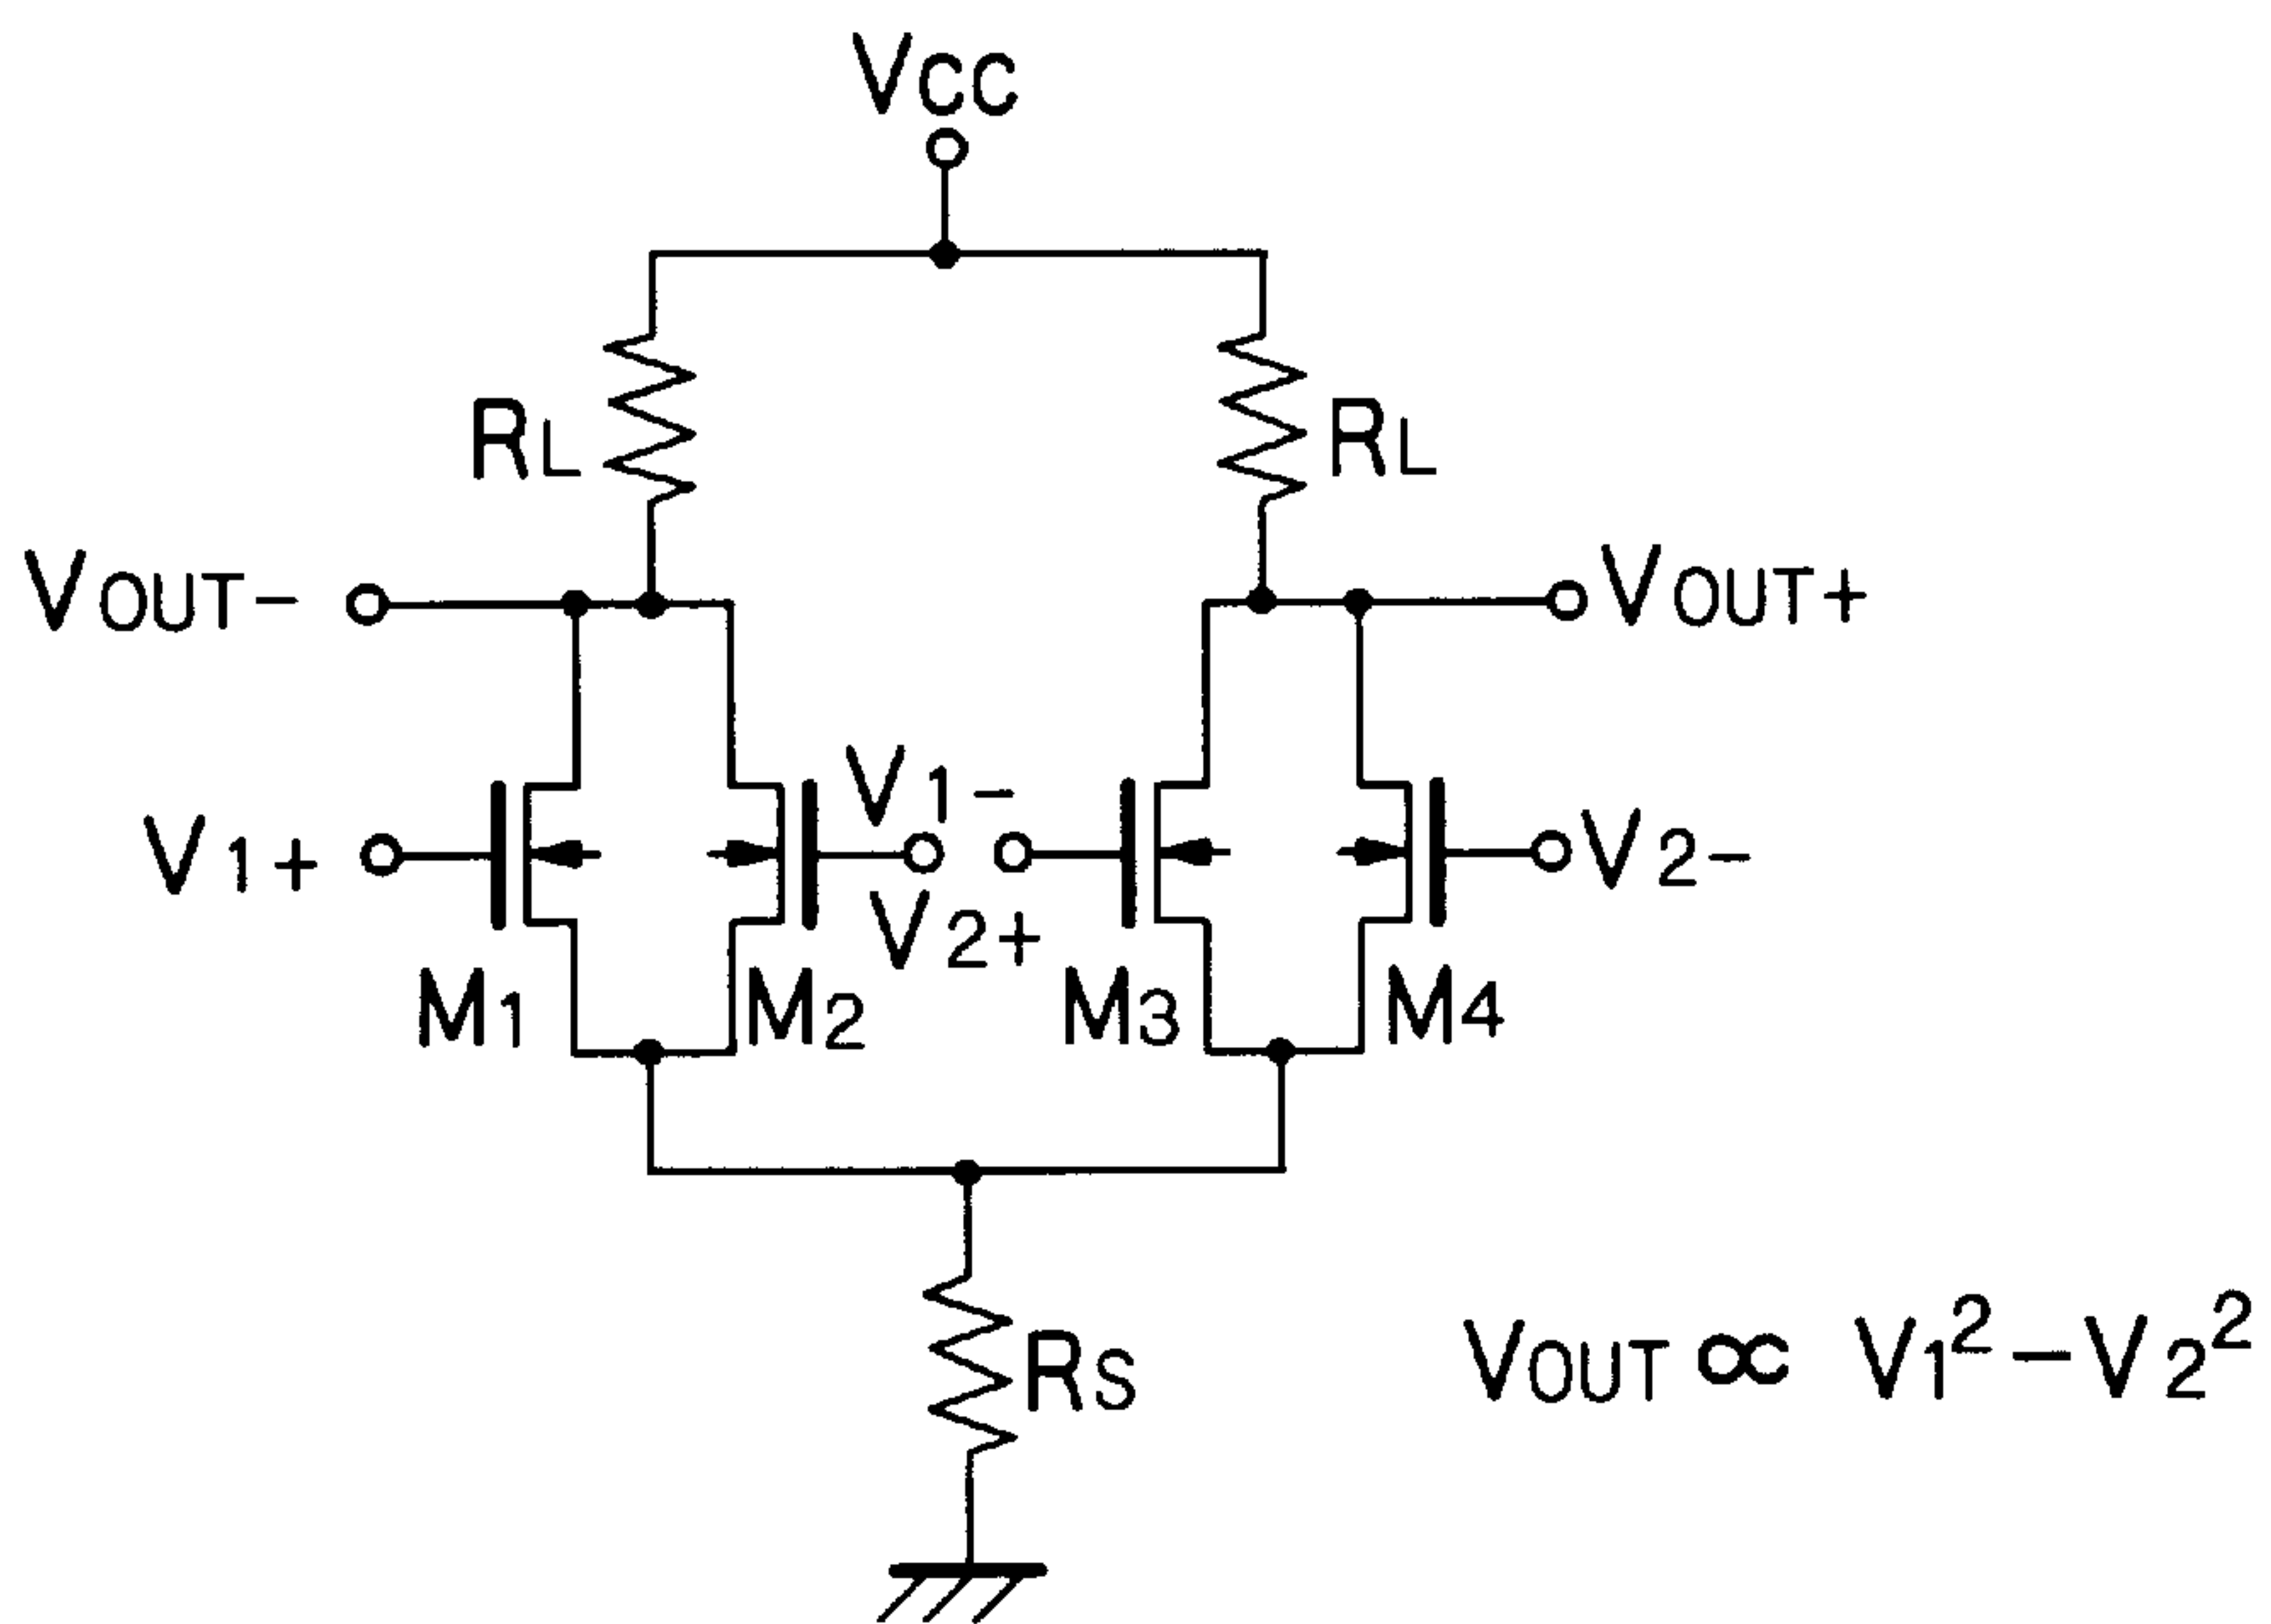 VCC
RL
RL
VOUT−
VOUT+
V1+
V1−
V2+
V2−
M1
M2
M3
M4
RS
VOUT ∝ V1² − V2²